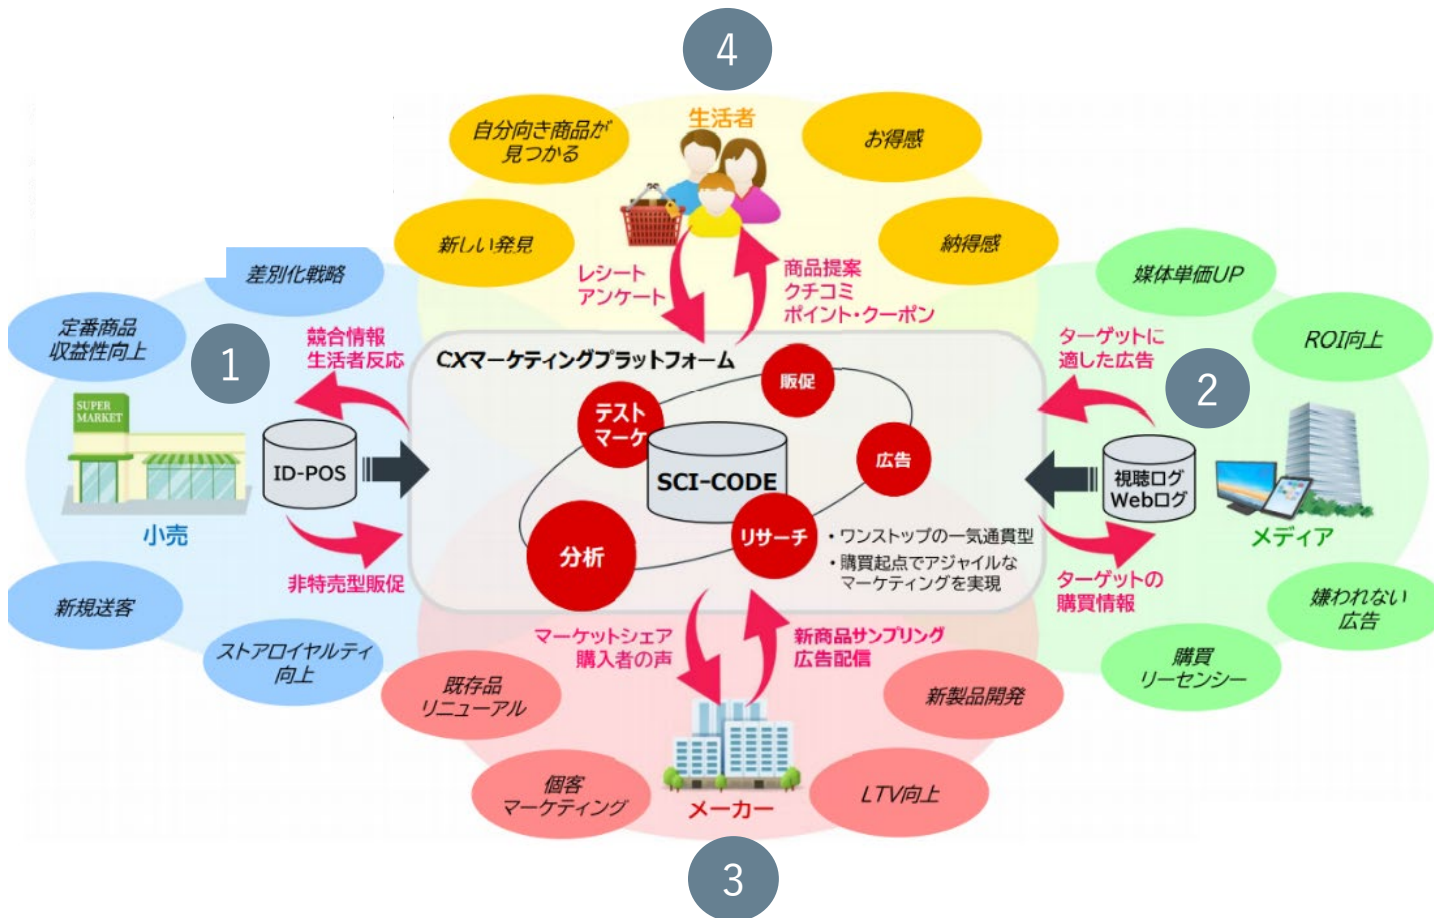 4
生活者
自分向き商品が
見つかる
お得感
新しい発見
納得感
レシート
アンケート
商品提案
クチコミ
ポイント・クーポン
差別化戦略
定番商品
収益性向上
1
競合情報
生活者反応
SUPER
MARKET
ID-POS
小売
非特売型販促
新規送客
ストアロイヤルティ
向上
CXマーケティングプラットフォーム
販促
テスト
マーケ
広告
SCI-CODE
リサーチ
分析
・ワンストップの一気通貫型
・購買起点でアジャイルな
マーケティングを実現
媒体単価UP
ROI向上
ターゲットに
適した広告
2
視聴ログ
Webログ
メディア
ターゲットの
購買情報
嫌われない
広告
購買
リーセンシー
マーケットシェア
購入者の声
新商品サンプリング
広告配信
既存品
リニューアル
新製品開発
個客
マーケティング
メーカー
LTV向上
3